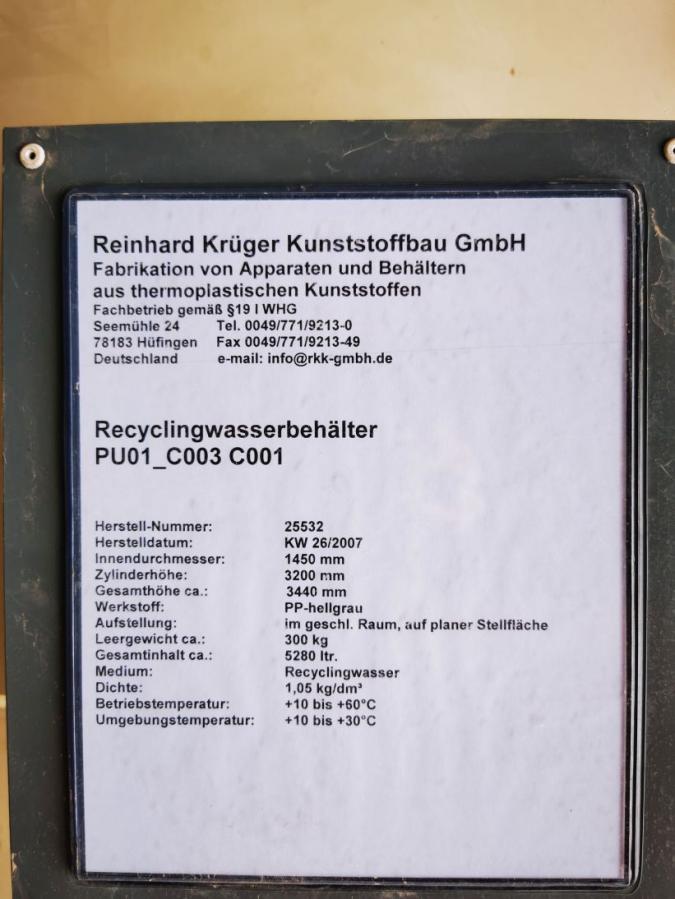 Reinhard Krüger Kunststoffbau GmbH
Fabrikation von Apparaten und Behältern
aus thermoplastischen Kunststoffen
Fachbetrieb gemäß §19 I WHG
Seemühle 24 Tel. 0049/771/9213-0
78183 Hüfingen Fax 0049/771/9213-49
Deutschland e-mail: info@rkk-gmbh.de
Recyclingwasserbehälter
PU01_C003 C001
Herstell-Nummer: 25532
Herstelldatum: KW 26/2007
Innendurchmesser: 1450 mm
Zylinderhöhe: 3200 mm
Gesamthöhe ca.: 3440 mm
Werkstoff: PP-hellgrau
Aufstellung: im geschl. Raum, auf planer Stellfläche
Leergewicht ca.: 300 kg
Gesamtinhalt ca.: 5280 ltr.
Medium: Recyclingwasser
Dichte: 1,05 kg/dm³
Betriebstemperatur: +10 bis +60°C
Umgebungstemperatur: +10 bis +30°C